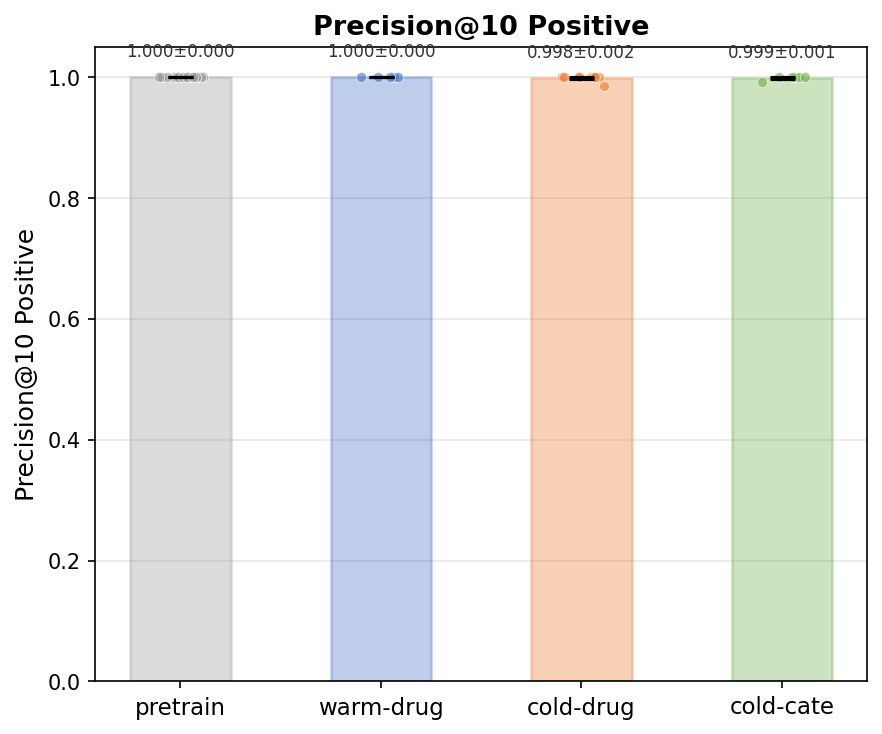 Precision@10 Positive
1.000±0.000
1.000±0.000
0.998±0.002
0.999±0.001
Precision@10 Positive
1.0
0.8
0.6
0.4
0.2
0.0
pretrain
warm-drug
cold-drug
cold-cate